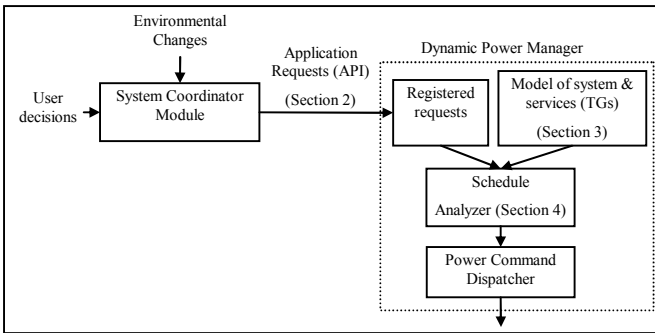 Environmental
Changes
Application
Requests (API)
(Section 2)
Dynamic Power Manager
User
decisions
System Coordinator
Module
Registered
requests
Model of system &
services (TGs)
(Section 3)
Schedule
Analyzer (Section 4)
Power Command
Dispatcher